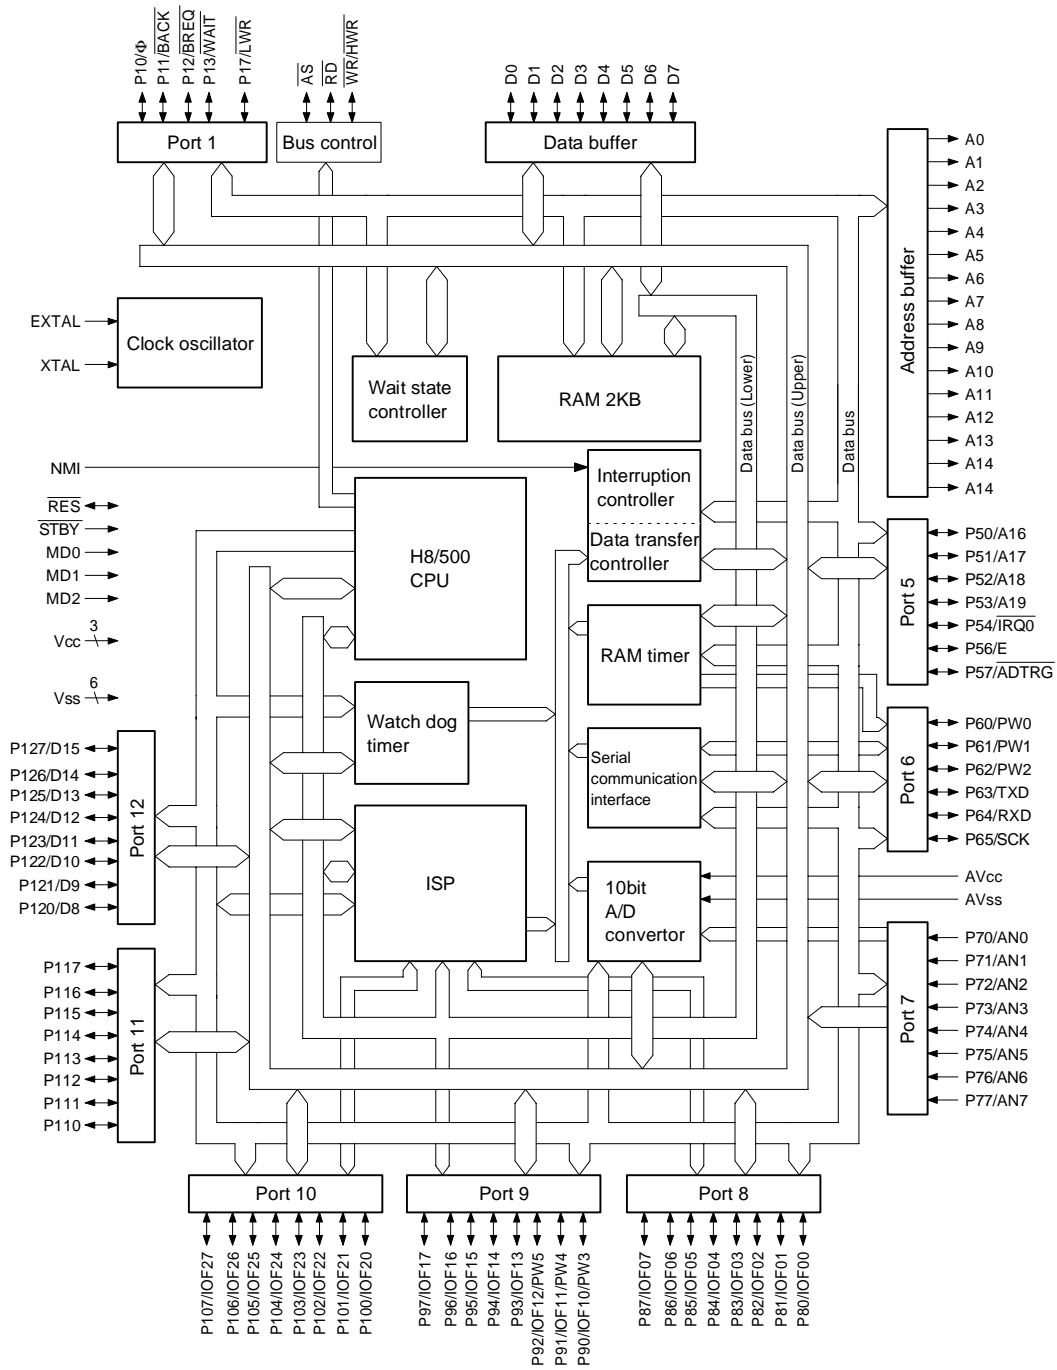 P10/Φ
P11/BACK
P12/BREQ
P13/WAIT
P17/LWR
AS
RD
WR/HWR
D0
D1
D2
D3
D4
D5
D6
D7
Port 1
Bus control
Data buffer
Address buffer
A0
A1
A2
A3
A4
A5
A6
A7
A8
A9
A10
A11
A12
A13
A14
A14
EXTAL
XTAL
Clock oscillator
Wait state
controller
RAM 2KB
Data bus (Lower)
Data bus (Upper)
Data bus
NMI
RES
STBY
MD0
MD1
MD2
Vcc
3
Vss
6
H8/500
CPU
Interruption
controller
Data transfer
controller
RAM timer
Port 5
P50/A16
P51/A17
P52/A18
P53/A19
P54/IRQ0
P56/E
P57/ADTRG
Watch dog
timer
Serial
communication
interface
Port 6
P60/PW0
P61/PW1
P62/PW2
P63/TXD
P64/RXD
P65/SCK
P127/D15
P126/D14
P125/D13
P124/D12
P123/D11
P122/D10
P121/D9
P120/D8
Port 12
ISP
10bit
A/D
convertor
AVcc
AVss
P117
P116
P115
P114
P113
P112
P111
P110
Port 11
Port 7
P70/AN0
P71/AN1
P72/AN2
P73/AN3
P74/AN4
P75/AN5
P76/AN6
P77/AN7
Port 10
Port 9
Port 8
P107/IOF27
P106/IOF26
P105/IOF25
P104/IOF24
P103/IOF23
P102/IOF22
P101/IOF21
P100/IOF20
P97/IOF17
P96/IOF16
P95/IOF15
P94/IOF14
P93/IOF13
P92/IOF12/PW5
P91/IOF11/PW4
P90/IOF10/PW3
P87/IOF07
P86/IOF06
P85/IOF05
P84/IOF04
P83/IOF03
P82/IOF02
P81/IOF01
P80/IOF00